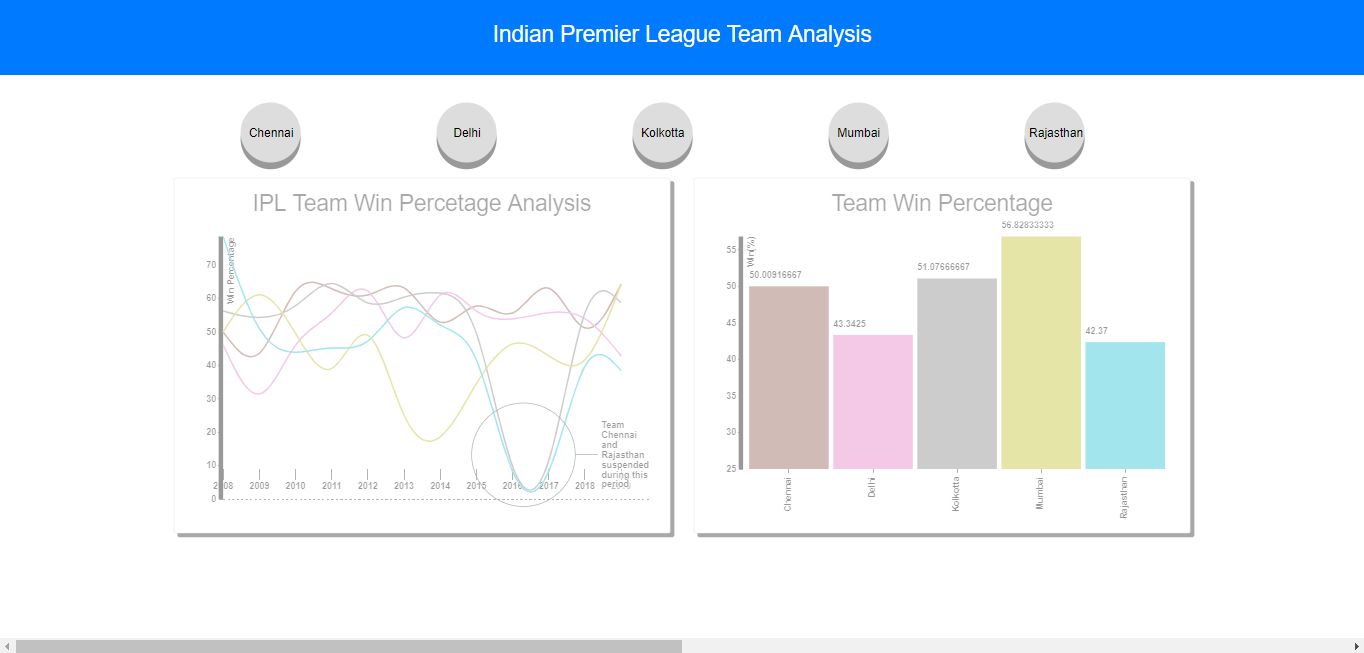 Indian Premier League Team Analysis
Chennai
Delhi
Kolkotta
Mumbai
Rajasthan
IPL Team Win Percetage Analysis
Win Percentage
70
60
50
40
30
20
10
0
2008 2009 2010 2011 2012 2013 2014 2015 2016 2017 2018 2019
Team
Chennai
and
Rajasthan
suspended
during this
period.
Team Win Percentage
Win(%)
55
50
45
40
35
30
25
50.00916667
43.3425
51.07666667
56.82833333
42.37
Chennai
Delhi
Kolkotta
Mumbai
Rajasthan